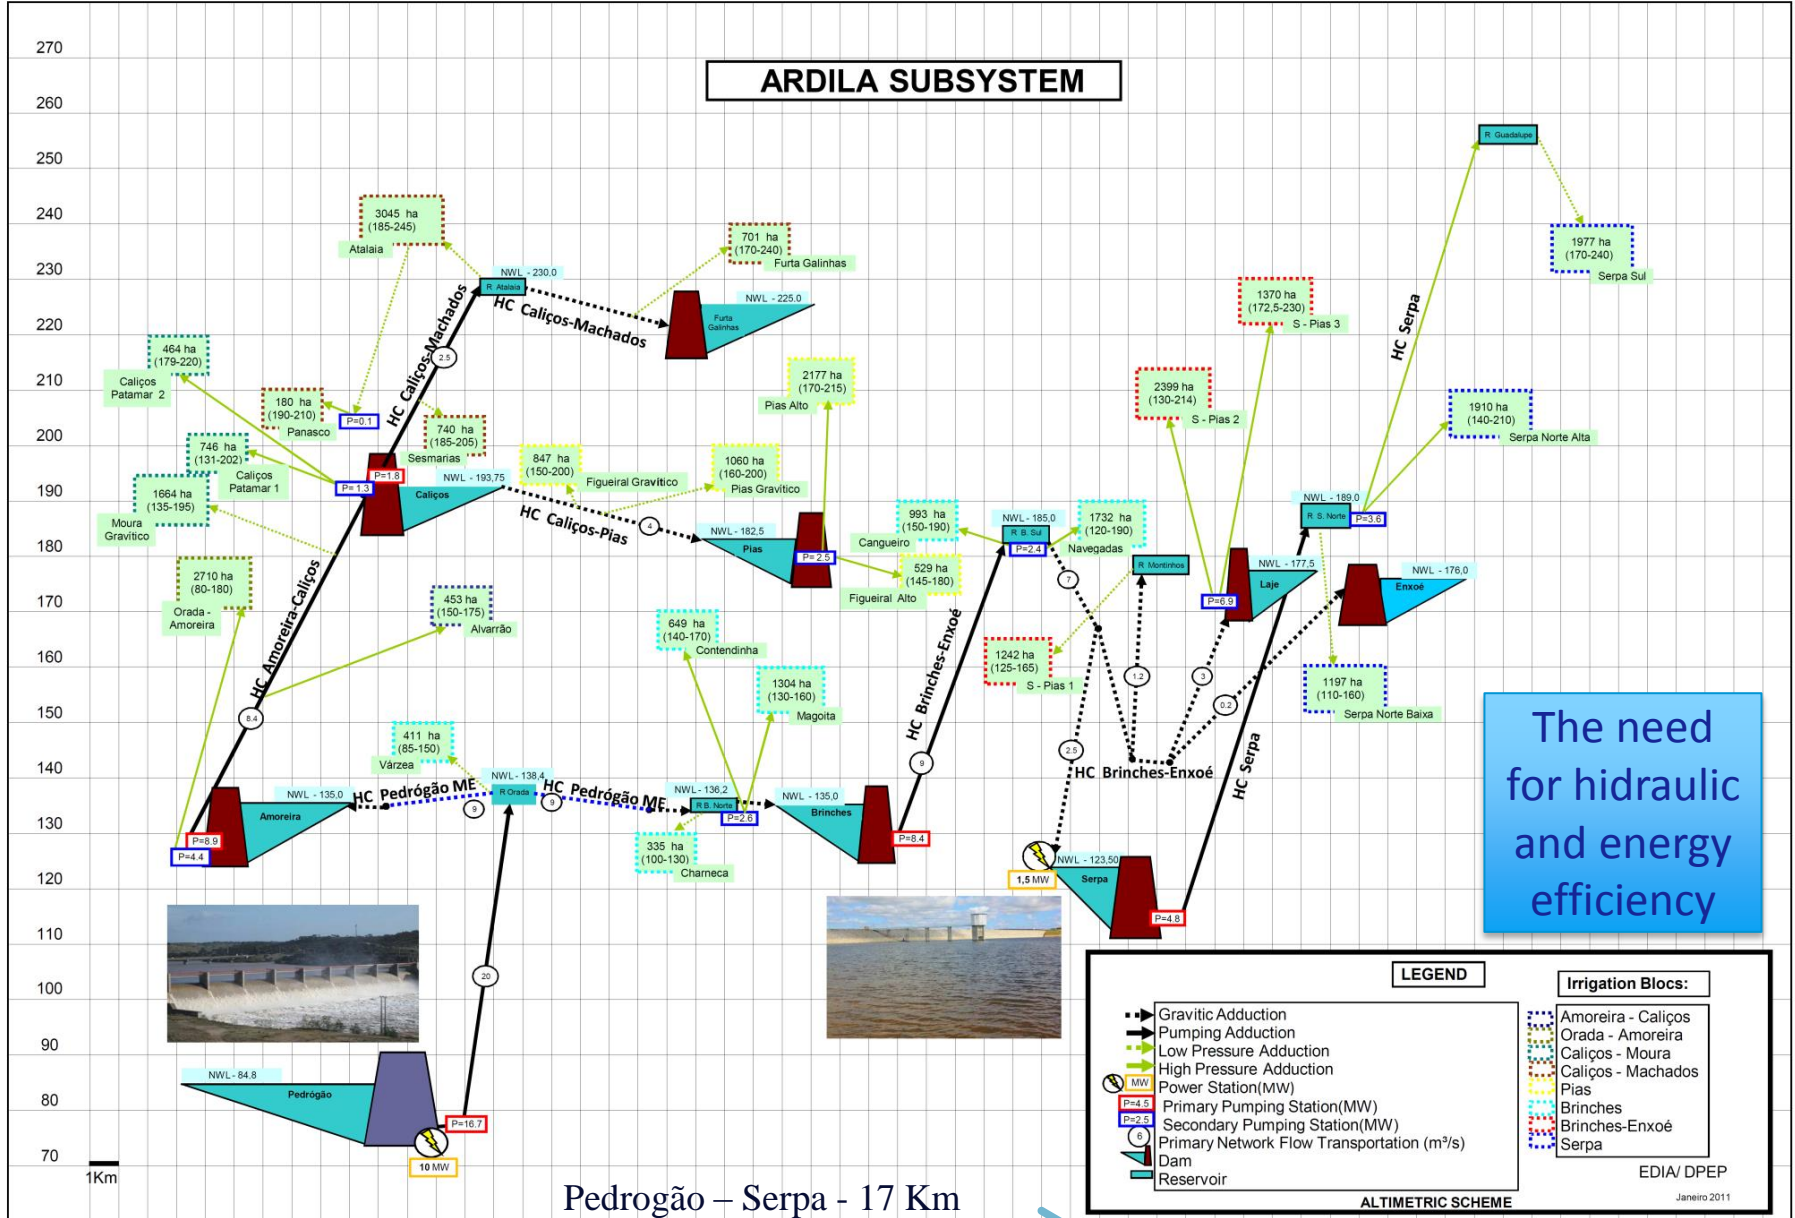 ARDILA SUBSYSTEM
270
260
250
240
230
220
210
200
190
180
170
160
150
140
130
120
110
100
90
80
70
1Km
R Guadalupe
3045 ha
(185-245)
Atalaia
701 ha
(170-240)
Furta Galinhas
1977 ha
(170-240)
Serpa Sul
NWL - 230,0
R Atalaia
HC Caliços-Machados
HC Caliços-Machados
2.5
NWL - 225.0
Furta
Galinhas
1370 ha
(172,5-230)
S - Pias 3
HC Serpa
464 ha
(179-220)
Caliços
Patamar 2
180 ha
(190-210)
Panasco
P=0.1
740 ha
(185-205)
Sesmarias
2177 ha
(170-215)
Pias Alto
2399 ha
(130-214)
S - Pias 2
1910 ha
(140-210)
Serpa Norte Alta
746 ha
(131-202)
Caliços
Patamar 1
847 ha
(150-200)
Figueiral Gravítico
1060 ha
(160-200)
Pias Gravitico
P=1.8
P= 1.3
NWL - 193,75
Caliços
1664 ha
(135-195)
Moura
Gravítico
HC Caliços-Pias
4
NWL - 182,5
Pias
P= 2.5
993 ha
(150-190)
Cangueiro
NWL - 185,0
R B. Sul
P=2.4
1732 ha
(120-190)
Navegadas
NWL - 189.0
R S. Norte
P=3.6
2710 ha
(80-180)
Orada -
Amoreira
HC Amoreira-Caliços
8.4
453 ha
(150-175)
Alvarrão
529 ha
(145-180)
Figueiral Alto
7
R Montinhos
P=6.9
NWL - 177,5
Laje
NWL - 176,0
Enxoé
649 ha
(140-170)
Contendinha
1304 ha
(130-160)
Magoita
HC Brinches-Enxoé
9
1242 ha
(125-165)
S - Pias 1
1.2
3
0.2
2.5
HC Brinches-Enxoé
HC Serpa
1197 ha
(110-160)
Serpa Norte Baixa
411 ha
(85-150)
Várzea
NWL - 138,4
R Orada
NWL - 135,0
Amoreira
HC Pedrógão ME
9
HC Pedrógão ME
9
NWL - 136,2
R B. Norte
P=2.6
NWL - 135,0
Brinches
P=8.9
P=4.4
P=8.4
335 ha
(100-130)
Charneca
1,5 MW
NWL - 123,50
Serpa
P=4.8
20
NWL- 84.8
Pedrógão
P=16.7
10 MW
The need
for hidraulic
and energy
efficiency
LEGEND
Gravitic Adduction
Pumping Adduction
Low Pressure Adduction
High Pressure Adduction
MW
Power Station(MW)
P=4.5
Primary Pumping Station(MW)
P=2.5
Secondary Pumping Station(MW)
6
Primary Network Flow Transportation (m³/s)
Dam
Reservoir
Irrigation Blocs:
Amoreira - Caliços
Orada - Amoreira
Caliços - Moura
Caliços - Machados
Pias
Brinches
Brinches-Enxoé
Serpa
EDIA/ DPEP
Janeiro 2011
ALTIMETRIC SCHEME
Pedrogão – Serpa - 17 Km